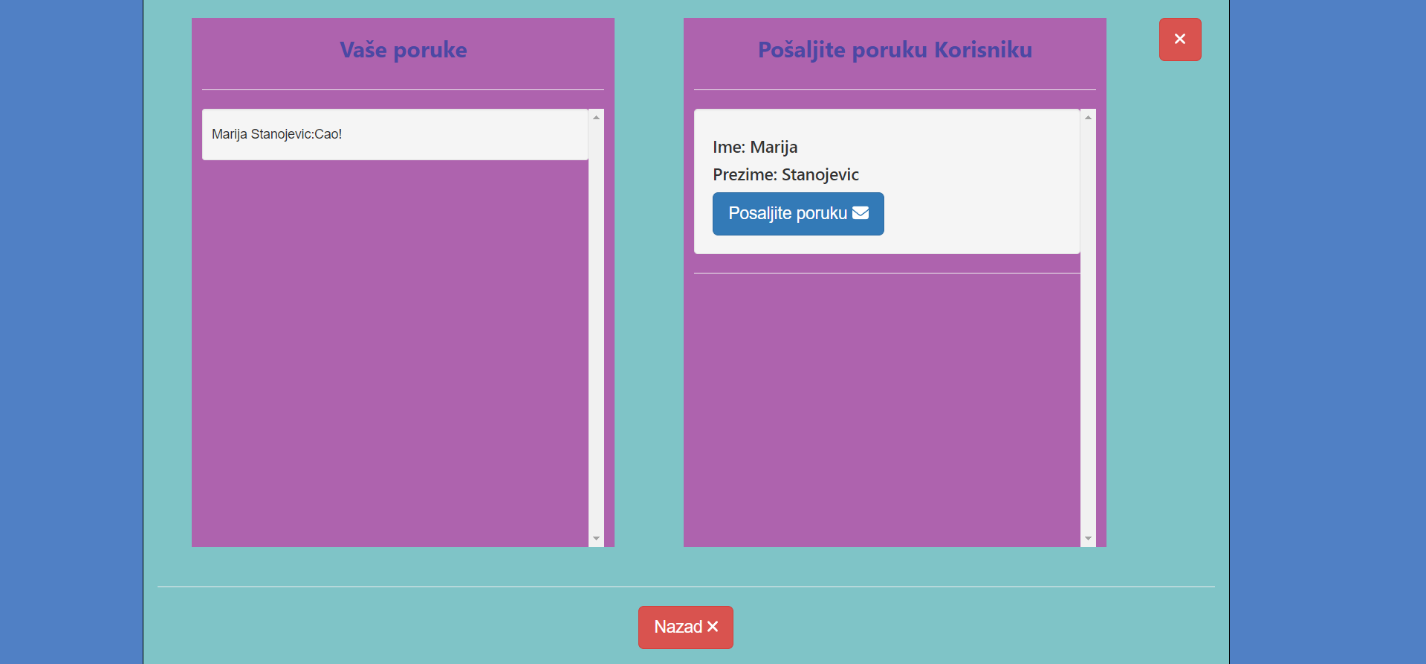 Vaše poruke
Marija Stanojevic:Cao!
Pošaljite poruku Korisniku
Ime: Marija
Prezime: Stanojevic
Posaljite poruku
Nazad